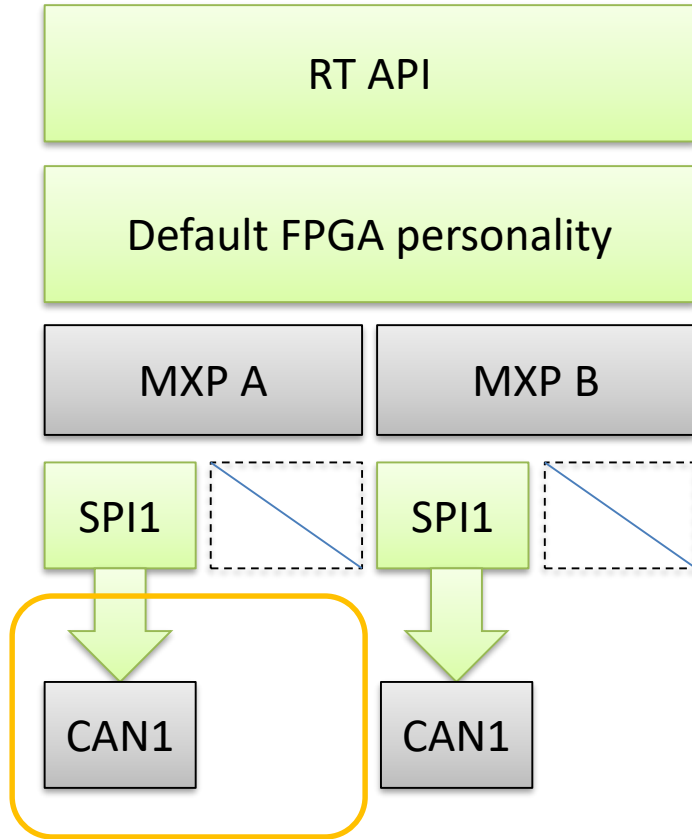 RT API
Default FPGA personality
MXP A
MXP B
SPI1
SPI1
CAN1
CAN1